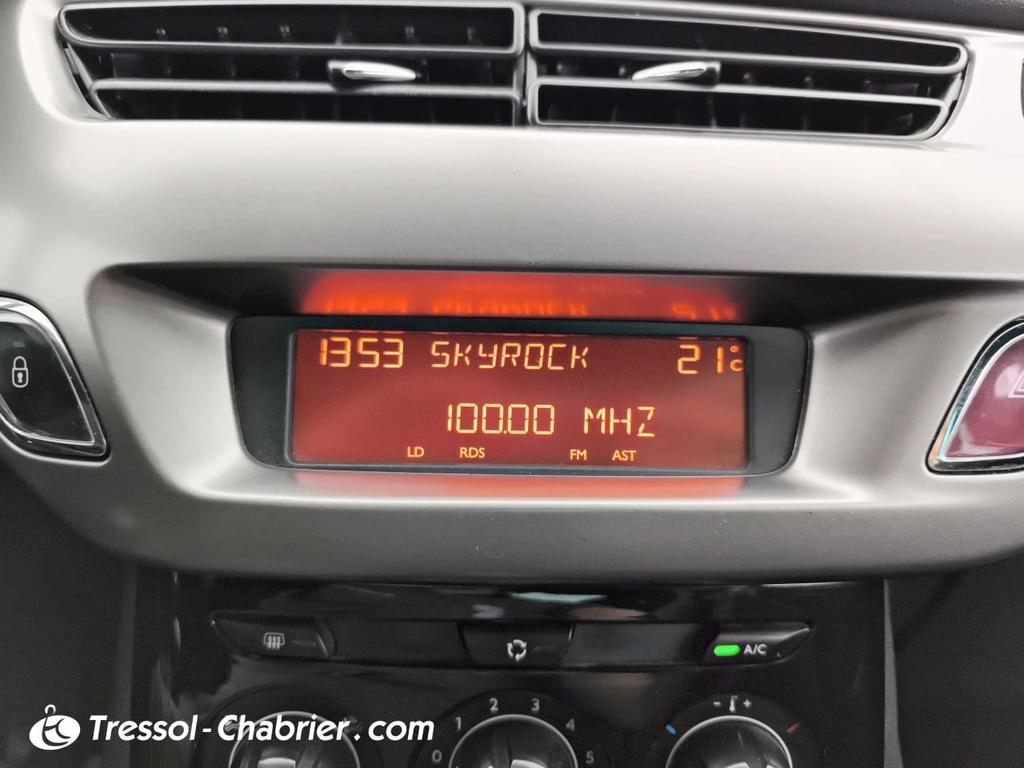 1353 SKYROCK 21°C
100.00 MHZ
LD RDS FM AST
A/C
0 1 2 3 4 5
- +
Tressol-Chabrier.com